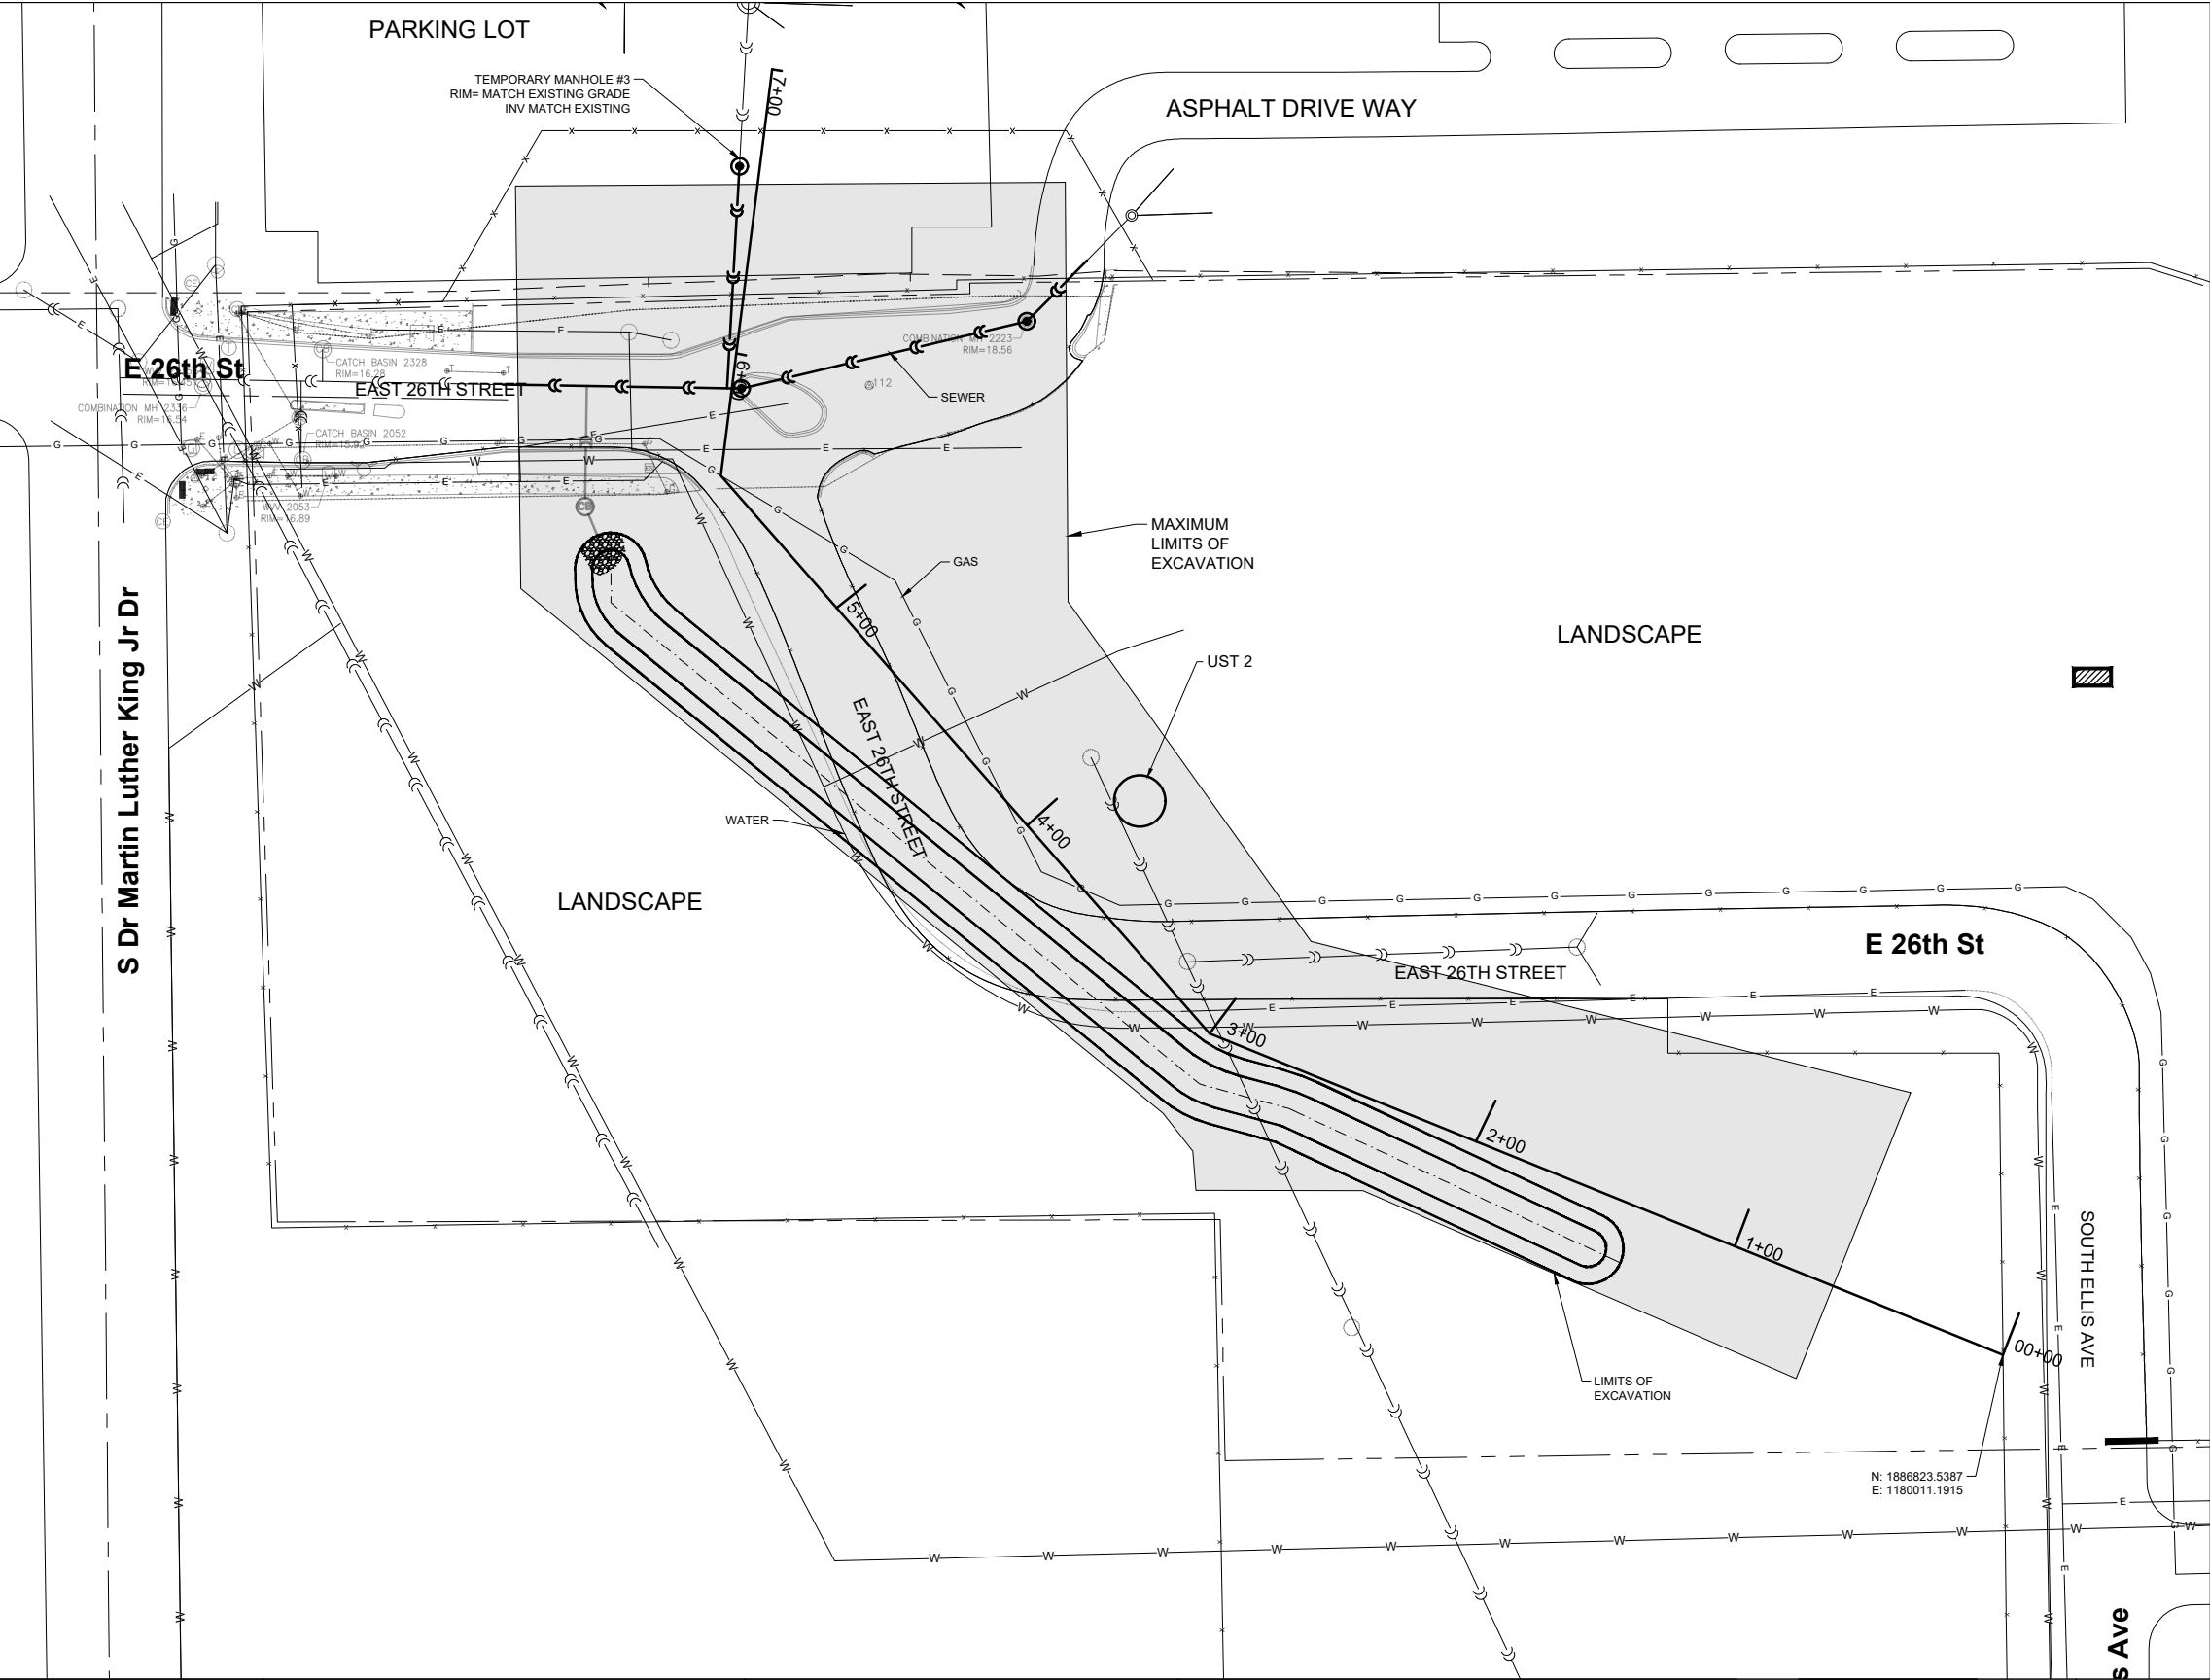 PARKING LOT
TEMPORARY MANHOLE #3
RIM= MATCH EXISTING GRADE
INV MATCH EXISTING
7+00
ASPHALT DRIVE WAY
COMBINATION MH 2223
RIM=18.56
CATCH BASIN 2328
RIM=16.28
E 26th St
EAST 26TH STREET
112
SEWER
COMBINATION MH 2336
RIM=16.54
CATCH BASIN 2052
WV 2053
RIM=16.89
CB
MAXIMUM
LIMITS OF
EXCAVATION
GAS
5+00
LANDSCAPE
UST 2
S Dr Martin Luther King Jr Dr
EAST 26TH STREET
WATER
4+00
LANDSCAPE
E 26th St
EAST 26TH STREET
3+00
2+00
1+00
00+00
SOUTH ELLIS AVE
LIMITS OF
EXCAVATION
N: 1886823.5387
E: 1180011.1915
s Ave